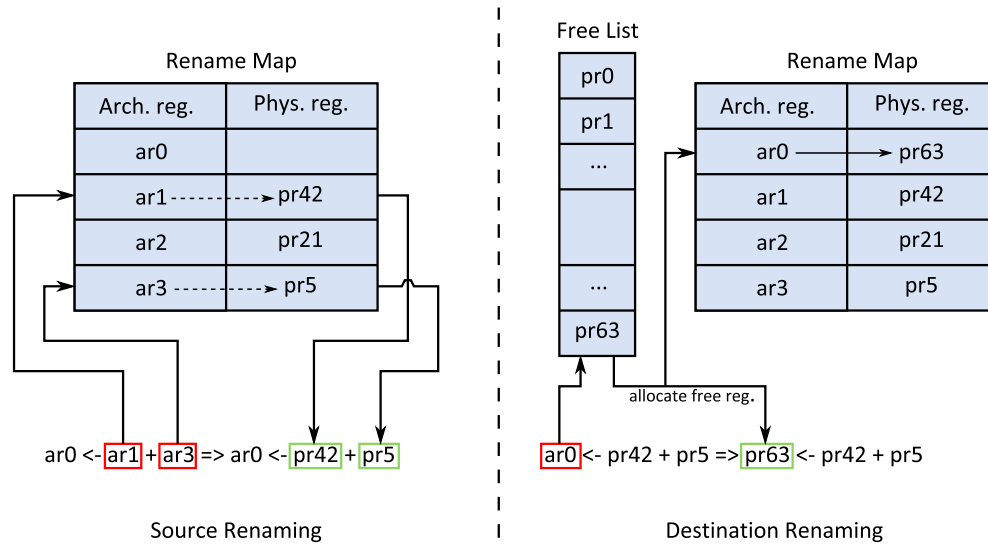 Rename Map
Arch. reg. Phys. reg.
ar0
ar1 pr42
ar2 pr21
ar3 pr5
ar0 <- ar1 + ar3 => ar0 <- pr42 + pr5
Source Renaming
Free List
pr0
pr1
...
...
pr63
Rename Map
Arch. reg. Phys. reg.
ar0 pr63
ar1 pr42
ar2 pr21
ar3 pr5
allocate free reg.
ar0 <- pr42 + pr5 => pr63 <- pr42 + pr5
Destination Renaming